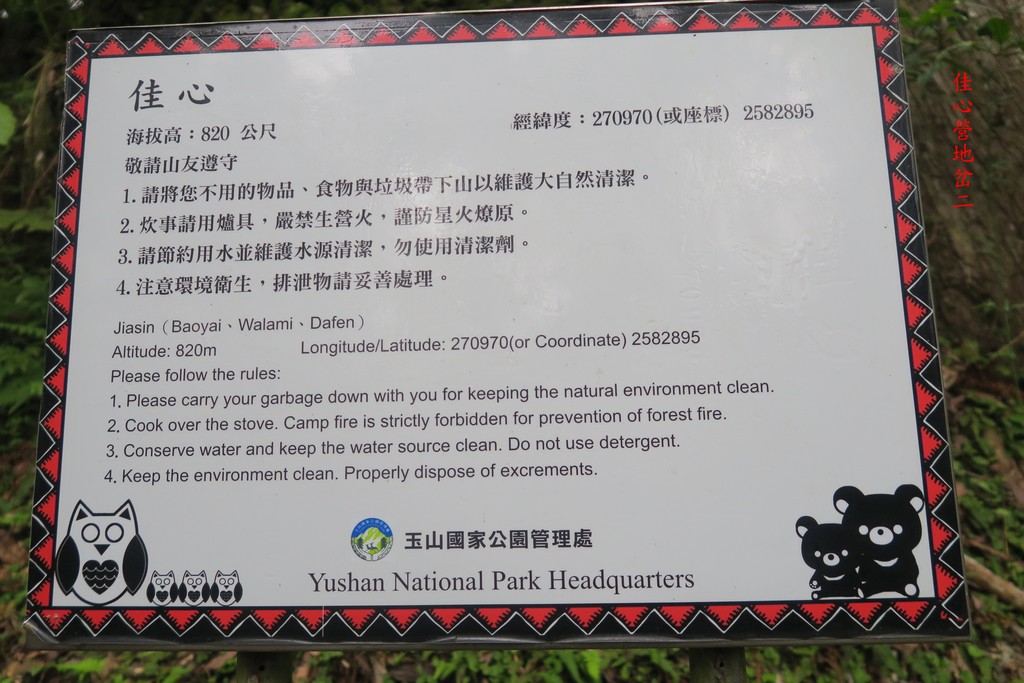 佳心
海拔高：820 公尺
經緯度：270970(或座標) 2582895
敬請山友遵守
1. 請將您不用的物品、食物與垃圾帶下山以維護大自然清潔。
2. 炊事請用爐具，嚴禁生營火，謹防星火燎原。
3. 請節約用水並維護水源清潔，勿使用清潔劑。
4. 注意環境衛生，排泄物請妥善處理。
Jiasin（Baoyai、Walami、Dafen）
Altitude: 820m
Longitude/Latitude: 270970(or Coordinate) 2582895
Please follow the rules:
1. Please carry your garbage down with you for keeping the natural environment clean.
2. Cook over the stove. Camp fire is strictly forbidden for prevention of forest fire.
3. Conserve water and keep the water source clean. Do not use detergent.
4. Keep the environment clean. Properly dispose of excrements.
玉山國家公園管理處
Yushan National Park Headquarters
佳心營地岔二